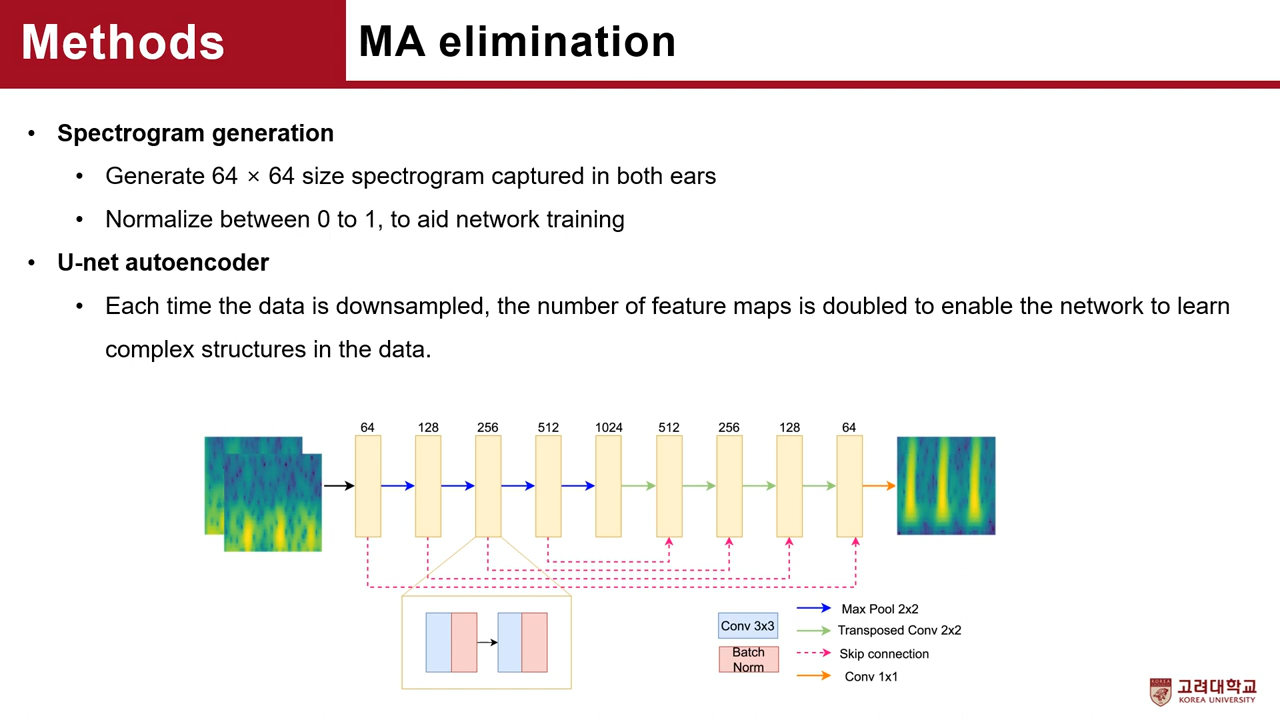 Methods
MA elimination
• Spectrogram generation
• Generate 64 × 64 size spectrogram captured in both ears
• Normalize between 0 to 1, to aid network training
• U-net autoencoder
• Each time the data is downsampled, the number of feature maps is doubled to enable the network to learn
complex structures in the data.
64 128 256 512 1024 512 256 128 64
Conv 3x3
Batch
Norm
Max Pool 2x2
Transposed Conv 2x2
Skip connection
Conv 1x1
고려대학교
KOREA UNIVERSITY